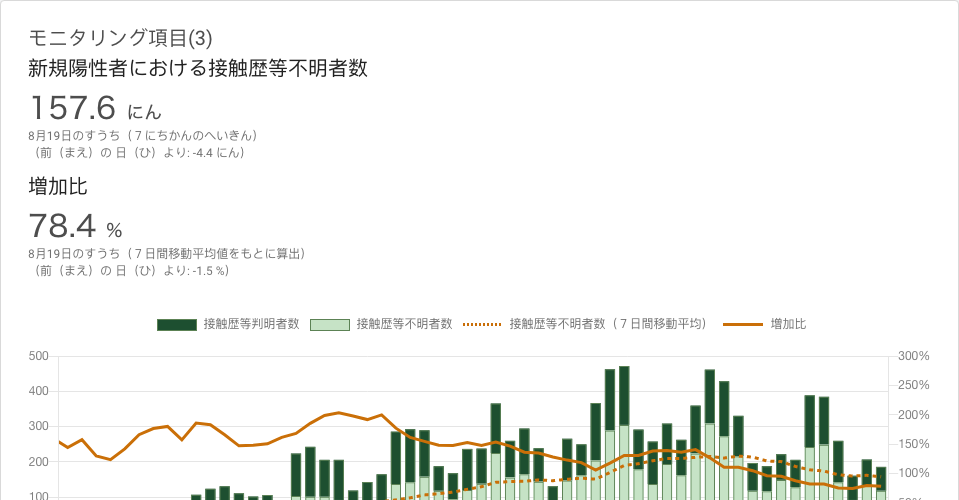 モニタリング項目(3)
新規陽性者における接触歴等不明者数
157.6 にん
8月19日のすうち（７にちかんのへいきん）
（前（まえ）の 日（ひ）より: -4.4 にん）
増加比
78.4 %
8月19日のすうち（７日間移動平均値をもとに算出）
（前（まえ）の 日（ひ）より: -1.5 %）
接触歴等判明者数 接触歴等不明者数 接触歴等不明者数（７日間移動平均） 増加比
500 300%
250%
400
200%
300
150%
200
100%
100